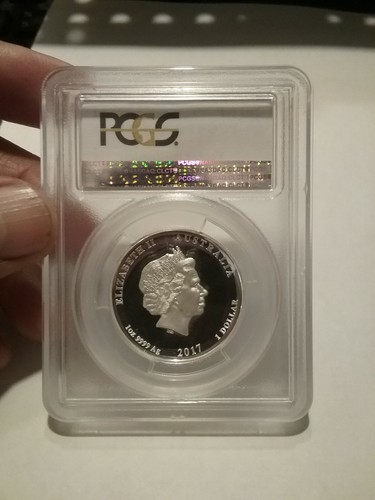 PCGS
ELIZABETH II AUSTRALIA
1oz 9999 Ag 2017 1 DOLLAR